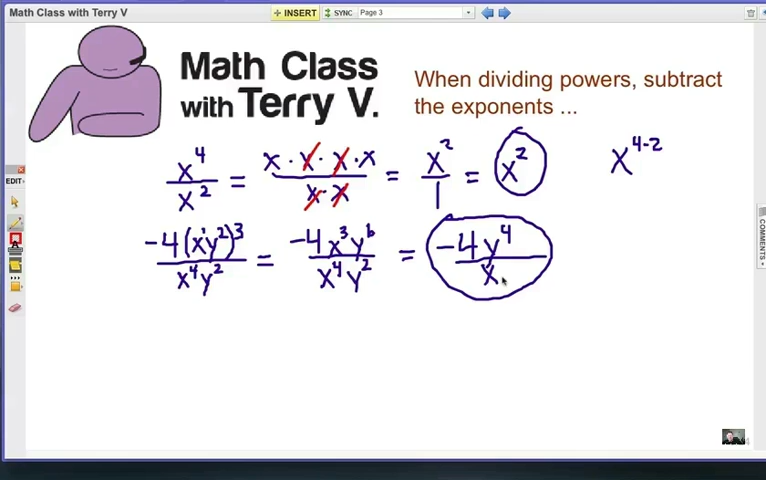 Math Class with Terry V
INSERT
SYNC
Page 3
Math Class
with Terry V.
When dividing powers, subtract
the exponents ...
x⁴/x² = x · x · x · x / x · x = x²/1 = x² x⁴⁻²
EDIT
-4(x¹y²)³/x⁴y² = -4x³y⁶/x⁴y² = -4y⁴/x
COMMENTS